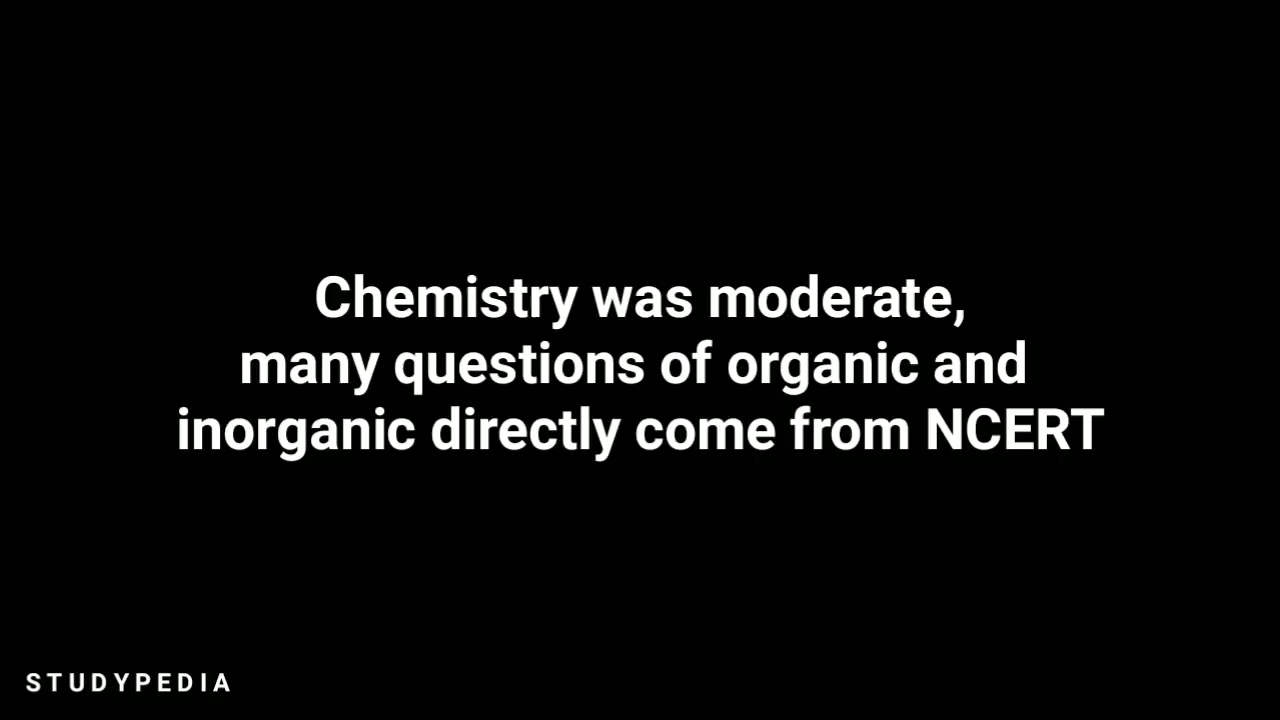 Chemistry was moderate,
many questions of organic and
inorganic directly come from NCERT
STUDYPEDIA